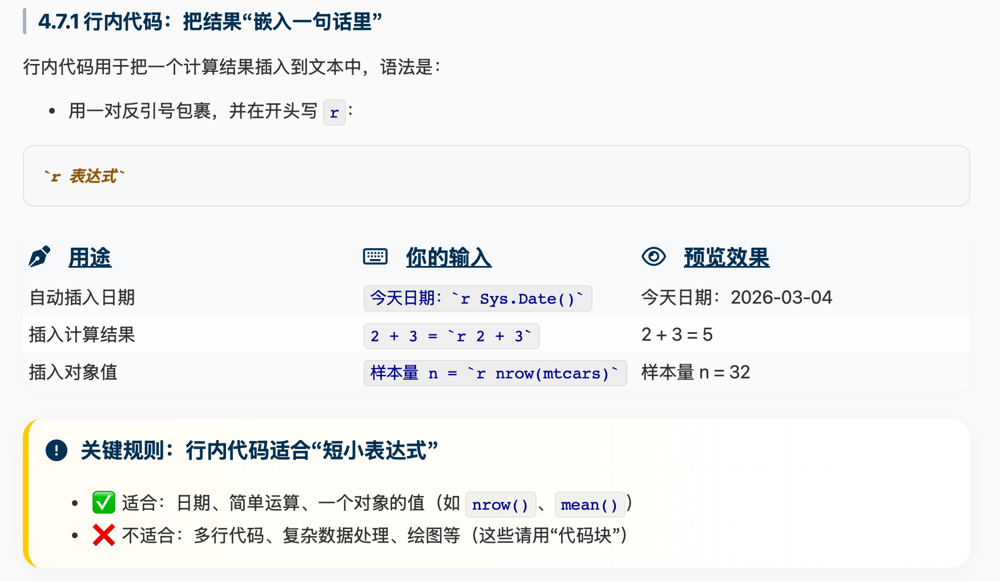 4.7.1 行内代码：把结果“嵌入一句话里”
行内代码用于把一个计算结果插入到文本中，语法是：
• 用一对反引号包裹，并在开头写 r：
`r 表达式`
用途 你的输入 预览效果
自动插入日期 今天日期：`r Sys.Date()` 今天日期：2026-03-04
插入计算结果 2 + 3 = `r 2 + 3` 2 + 3 = 5
插入对象值 样本量 n = `r nrow(mtcars)` 样本量 n = 32
关键规则：行内代码适合“短小表达式”
• ✅ 适合：日期、简单运算、一个对象的值（如 nrow()、mean()）
• ❌ 不适合：多行代码、复杂数据处理、绘图等（这些请用“代码块”）